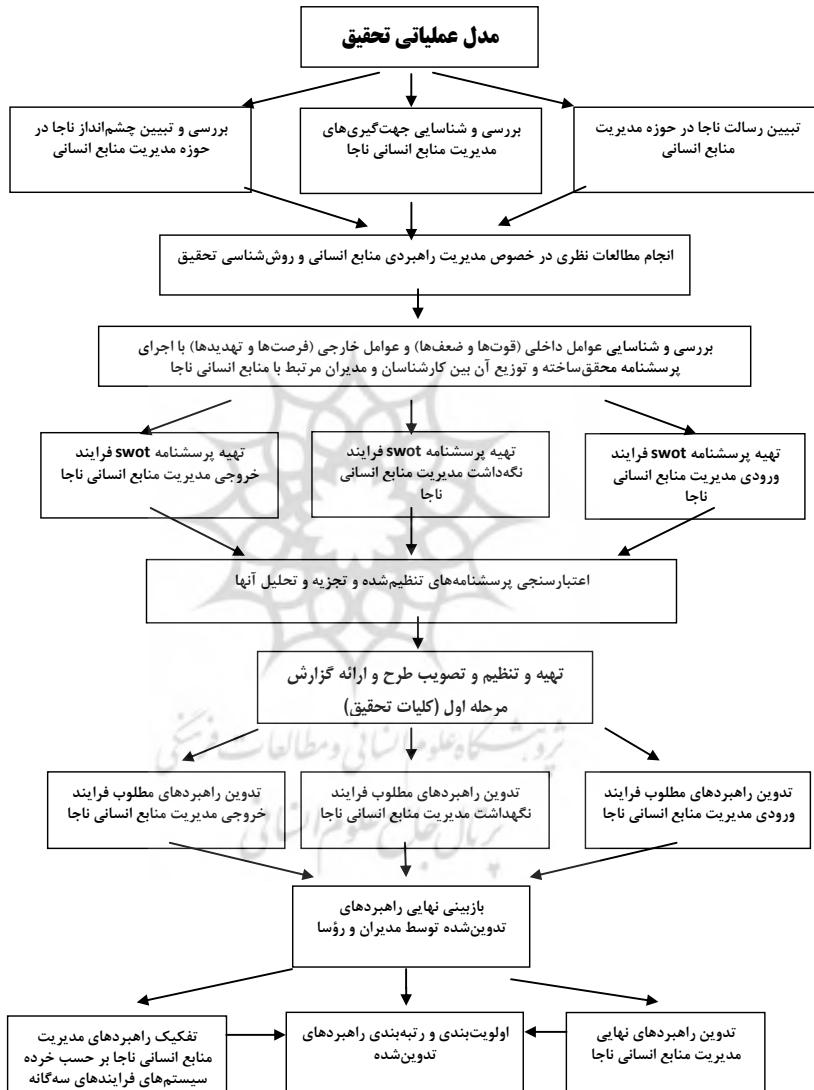 مدل عملیاتی تحقیق
تبیین رسالت ناجا در حوزه مدیریت
منابع انسانی
بررسی و شناسایی جهت‌گیری‌های
مدیریت منابع انسانی ناجا
بررسی و تبیین چشم‌انداز ناجا در
حوزه مدیریت منابع انسانی
انجام مطالعات نظری در خصوص مدیریت راهبردی منابع انسانی و روش‌شناسی تحقیق
بررسی و شناسایی عوامل داخلی (قوت‌ها و ضعف‌ها) و عوامل خارجی (فرصت‌ها و تهدیدها) با اجرای
پرسشنامه محقق‌ساخته و توزیع آن بین کارشناسان و مدیران مرتبط با منابع انسانی ناجا
تهیه پرسشنامه swot فرایند
ورودی مدیریت منابع انسانی
ناجا
تهیه پرسشنامه swot فرایند
نگه‌داشت مدیریت منابع انسانی
ناجا
تهیه پرسشنامه swot فرایند
خروجی مدیریت منابع انسانی ناجا
اعتبارسنجی پرسشنامه‌های تنظیم‌شده و تجزیه و تحلیل آنها
تهیه و تنظیم و تصویب طرح و ارائه گزارش
مرحله اول (کلیات تحقیق)
پژوهشگاه علوم انسانی و مطالعات فرهنگی
تدوین راهبردهای مطلوب فرایند
ورودی مدیریت منابع انسانی ناجا
تدوین راهبردهای مطلوب فرایند
نگهداشت مدیریت منابع انسانی ناجا
تدوین راهبردهای مطلوب فرایند
خروجی مدیریت منابع انسانی ناجا
پرتال جامع علوم انسانی
بازبینی نهایی راهبردهای
تدوین‌شده توسط مدیران و رؤسا
تدوین راهبردهای نهایی
مدیریت منابع انسانی ناجا
اولویت‌بندی و رتبه‌بندی راهبردهای
تدوین‌شده
تفکیک راهبردهای مدیریت
منابع انسانی ناجا بر حسب خرده
سیستم‌های فرایندهای سه‌گانه